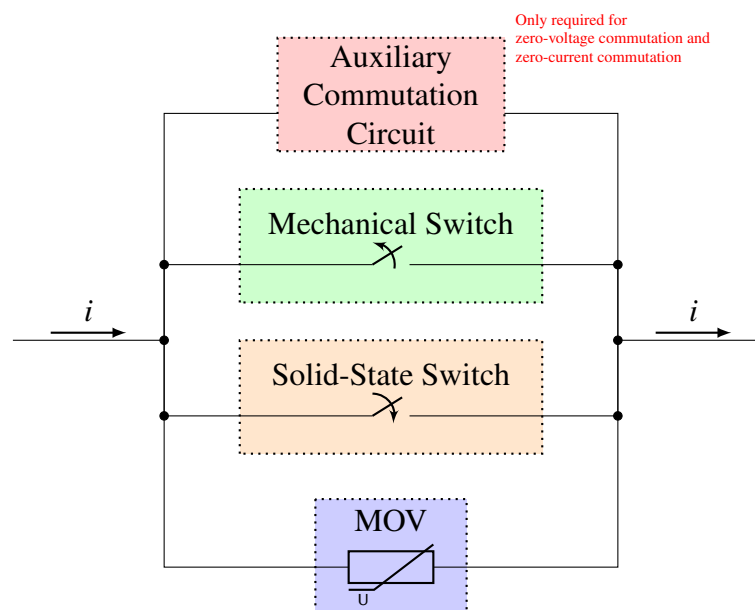 Only required for
zero-voltage commutation and
zero-current commutation
Auxiliary
Commutation
Circuit
Mechanical Switch
i
i
Solid-State Switch
MOV
U